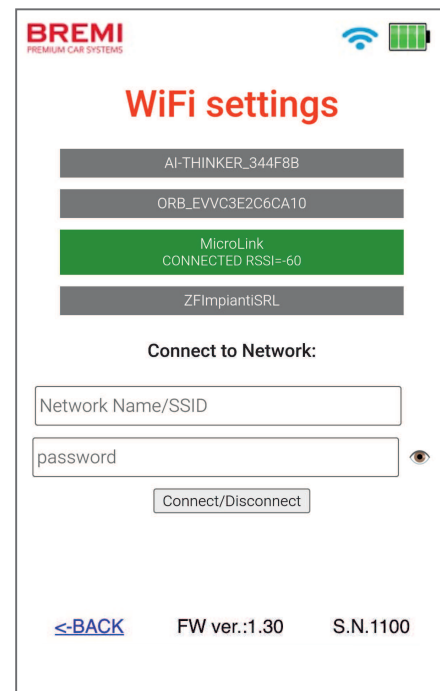 BREMI
PREMIUM CAR SYSTEMS
WiFi settings
AI-THINKER_344F8B
ORB_EVVC3E2C6CA10
MicroLink
CONNECTED RSSI=-60
ZFImpiantiSRL
Connect to Network:
Network Name/SSID
password
Connect/Disconnect
<-BACK FW ver.:1.30 S.N.1100